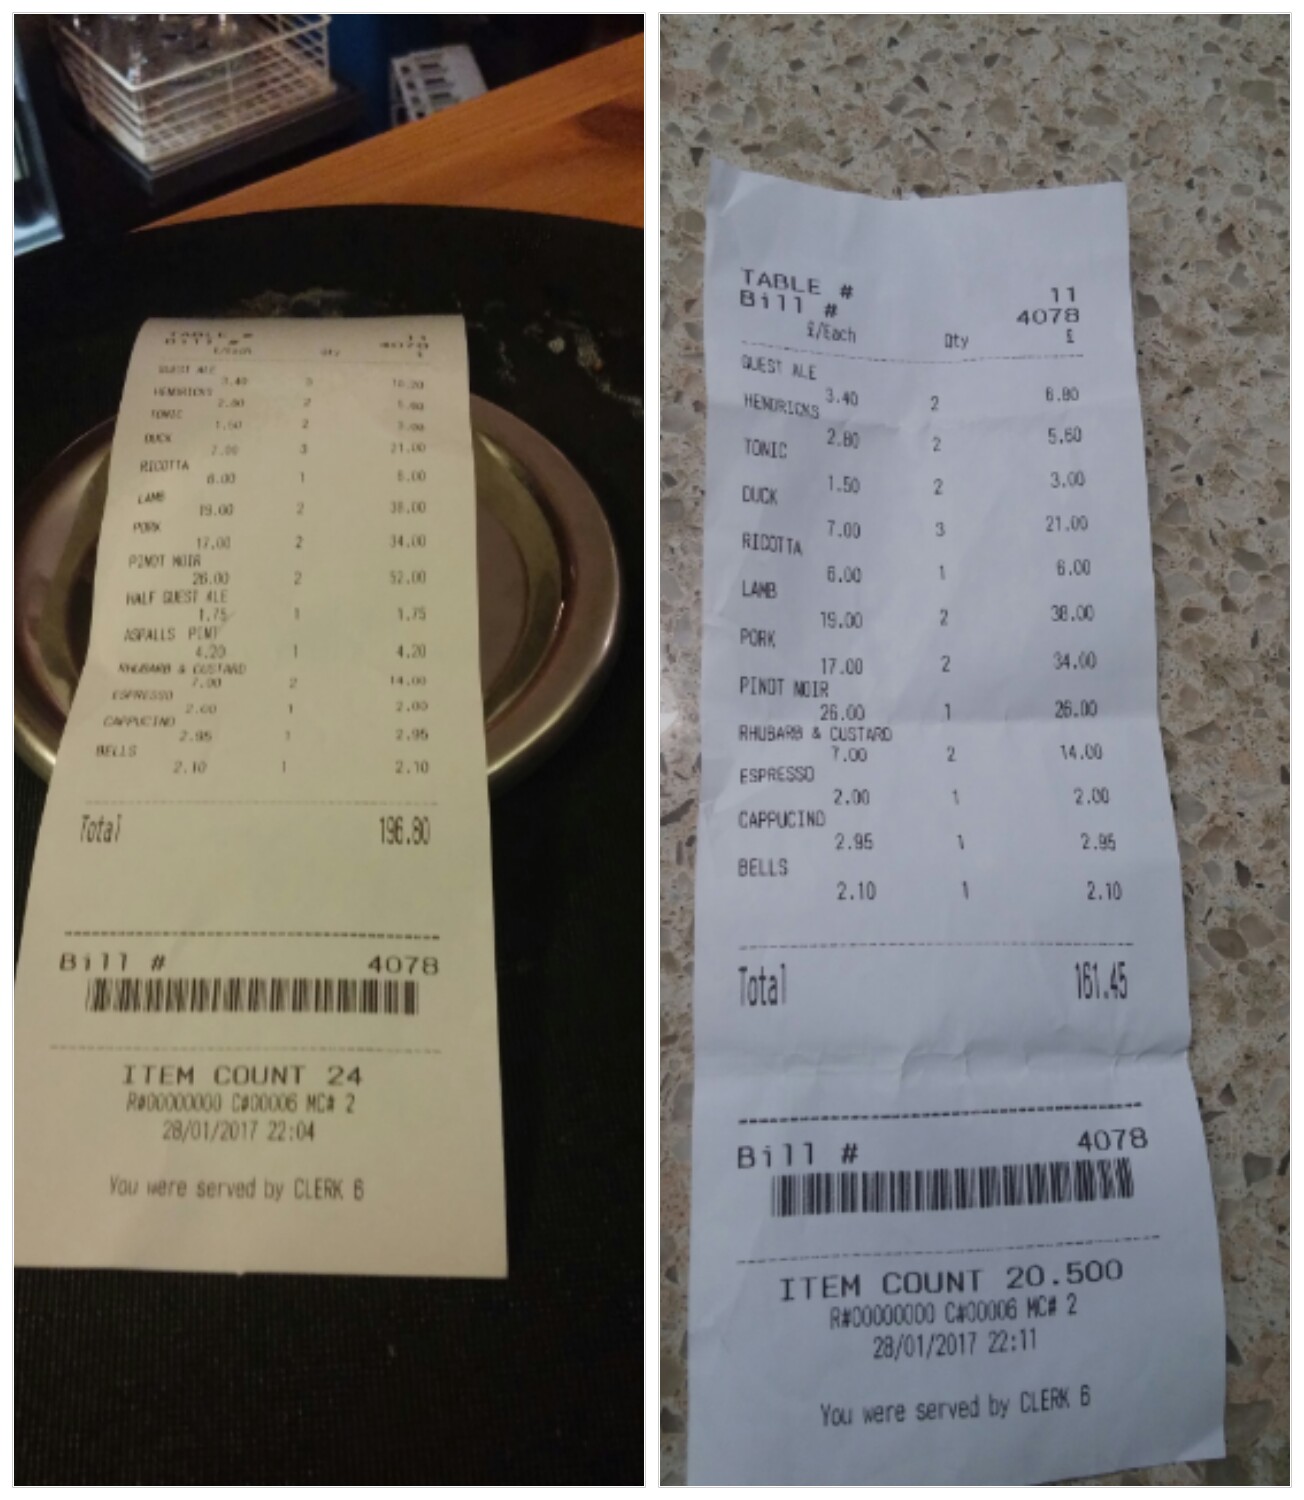 TABLE # 11
Bill # 4078
£/Each Qty £
GUEST ALE
3.40 3 10.20
HENDRICKS
2.80 2 5.60
TONIC
1.50 2 3.00
DUCK
7.00 3 21.00
RICOTTA
6.00 1 6.00
LAMB
19.00 2 38.00
PORK
17.00 2 34.00
PINOT NOIR
26.00 2 52.00
HALF GUEST ALE
1.75 1 1.75
ASPALLS PINT
4.20 1 4.20
RHUBARB & CUSTARD
7.00 2 14.00
ESPRESSO
2.00 1 2.00
CAPPUCINO
2.95 1 2.95
BELLS
2.10 1 2.10
Total 196.80
Bill # 4078
ITEM COUNT 24
R#00000000 C#00006 MC# 2
28/01/2017 22:04
You were served by CLERK 6
TABLE # 11
Bill # 4078
£/Each Qty £
GUEST ALE
3.40 2 6.80
HENDRICKS
2.80 2 5.60
TONIC
1.50 2 3.00
DUCK
7.00 3 21.00
RICOTTA
6.00 1 6.00
LAMB
19.00 2 38.00
PORK
17.00 2 34.00
PINOT NOIR
26.00 1 26.00
RHUBARB & CUSTARD
7.00 2 14.00
ESPRESSO
2.00 1 2.00
CAPPUCINO
2.95 1 2.95
BELLS
2.10 1 2.10
Total 161.45
Bill # 4078
ITEM COUNT 20.500
R#00000000 C#00006 MC# 2
28/01/2017 22:11
You were served by CLERK 6